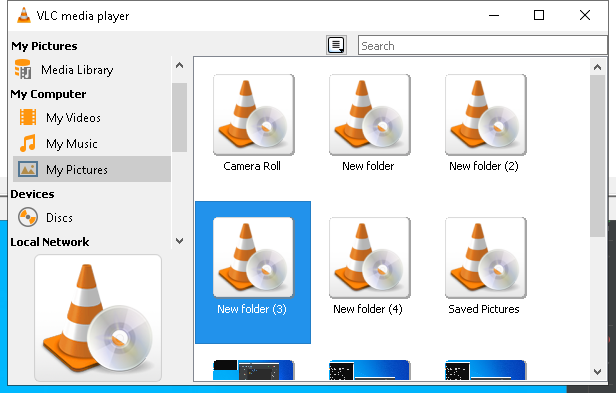 VLC media player
My Pictures
Search
Media Library
My Computer
My Videos
My Music
My Pictures
Devices
Discs
Local Network
Camera Roll
New folder
New folder (2)
New folder (3)
New folder (4)
Saved Pictures